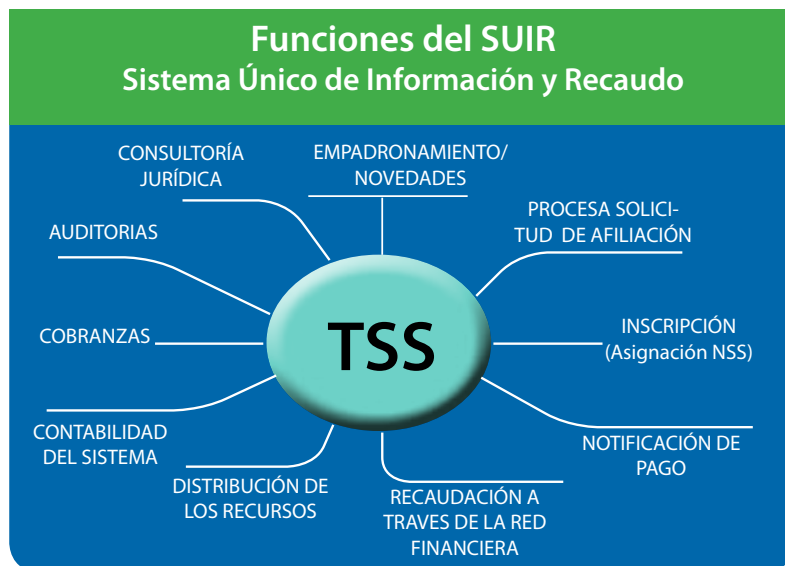 Funciones del SUIR
Sistema Único de Información y Recaudo
CONSULTORÍA
JURÍDICA
EMPADRONAMIENTO/
NOVEDADES
PROCESA SOLICI-
TUD DE AFILIACIÓN
AUDITORIAS
TSS
COBRANZAS
INSCRIPCIÓN
(Asignación NSS)
CONTABILIDAD
DEL SISTEMA
NOTIFICACIÓN DE
PAGO
DISTRIBUCIÓN DE
LOS RECURSOS
RECAUDACIÓN A
TRAVES DE LA RED
FINANCIERA